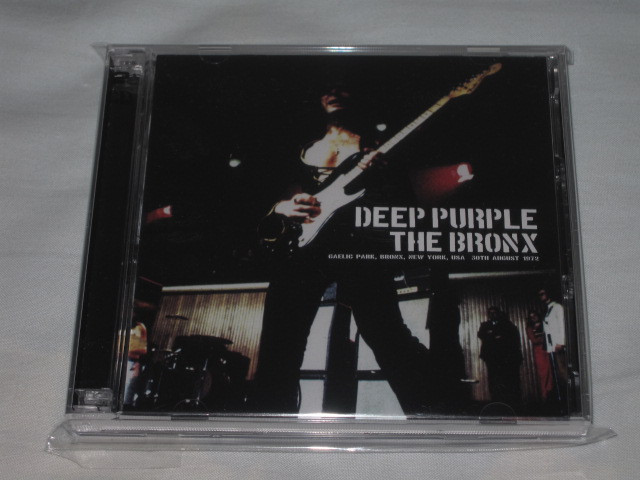 DEEP PURPLE
THE BRONX
GAELIC PARK, BRONX, NEW YORK, USA 30TH AUGUST 1972